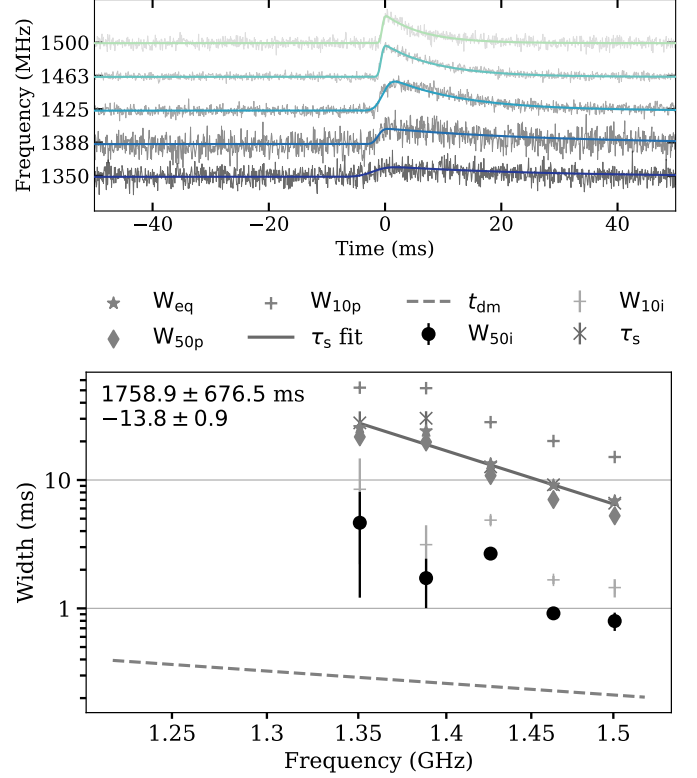 Frequency (MHz)
1500
1463
1425
1388
1350
−40 −20 0 20 40
Time (ms)
W_eq W_10p t_dm W_10i
W_50p τ_s fit W_50i τ_s
1758.9 ± 676.5 ms
−13.8 ± 0.9
Width (ms)
10
1
1.25 1.3 1.35 1.4 1.45 1.5
Frequency (GHz)